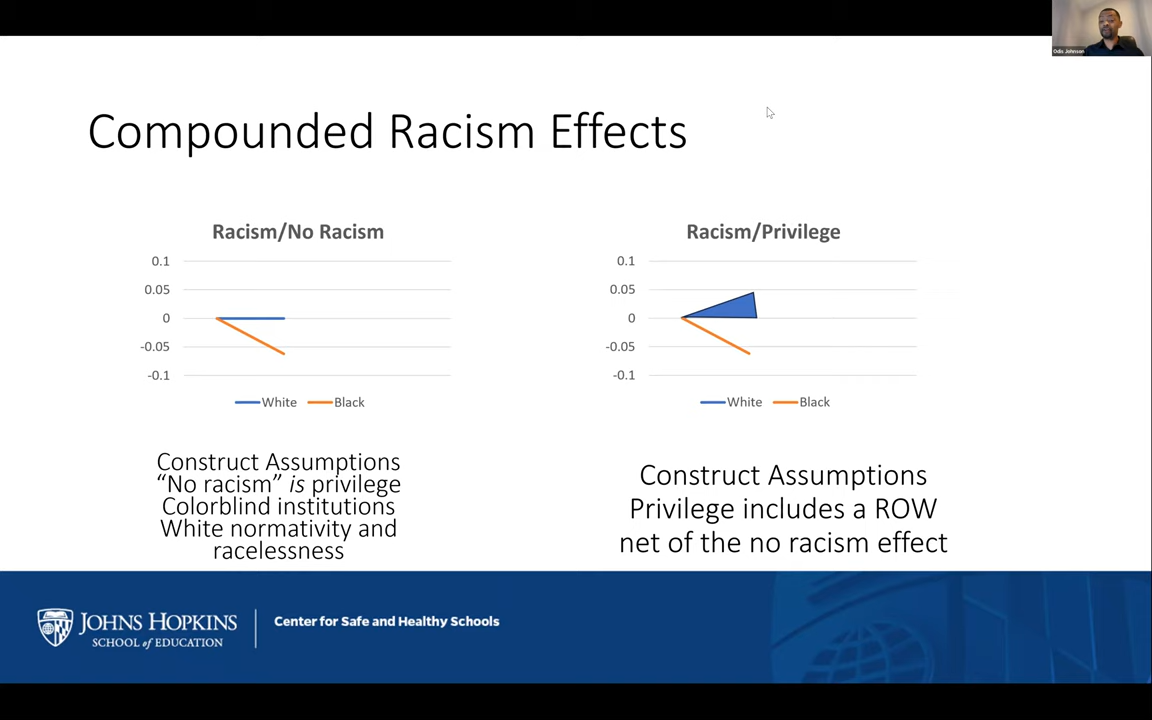 Odis Johnson
Compounded Racism Effects
Racism/No Racism
0.1
0.05
0
-0.05
-0.1
White Black
Construct Assumptions
“No racism” is privilege
Colorblind institutions
White normativity and
racelessness
Racism/Privilege
0.1
0.05
0
-0.05
-0.1
White Black
Construct Assumptions
Privilege includes a ROW
net of the no racism effect
JOHNS HOPKINS
SCHOOL of EDUCATION
Center for Safe and Healthy Schools